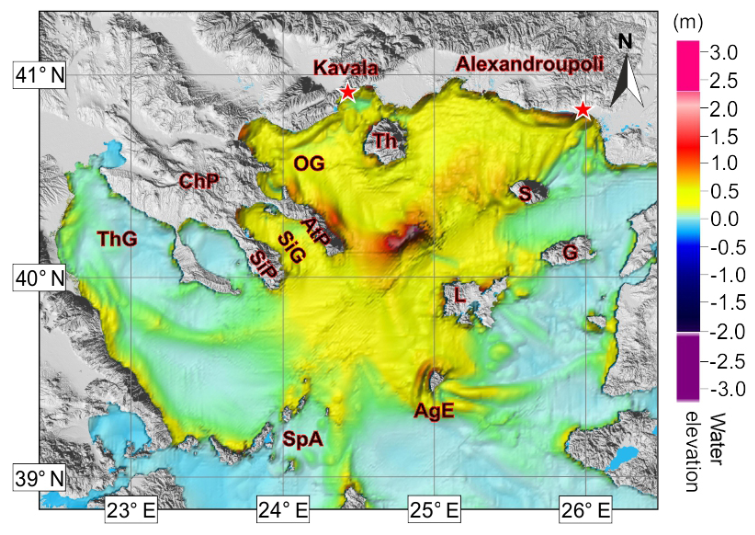 (m)
N
41° N
Kavala
Alexandroupoli
3.0
2.5
2.0
1.5
1.0
0.5
0.0
-0.5
-1.0
-1.5
-2.0
-2.5
-3.0
Th
OG
ChP
S
AtP
SiG
SiP
ThG
G
40° N
L
AgE
SpA
39° N
23° E
24° E
25° E
26° E
Water
elevation